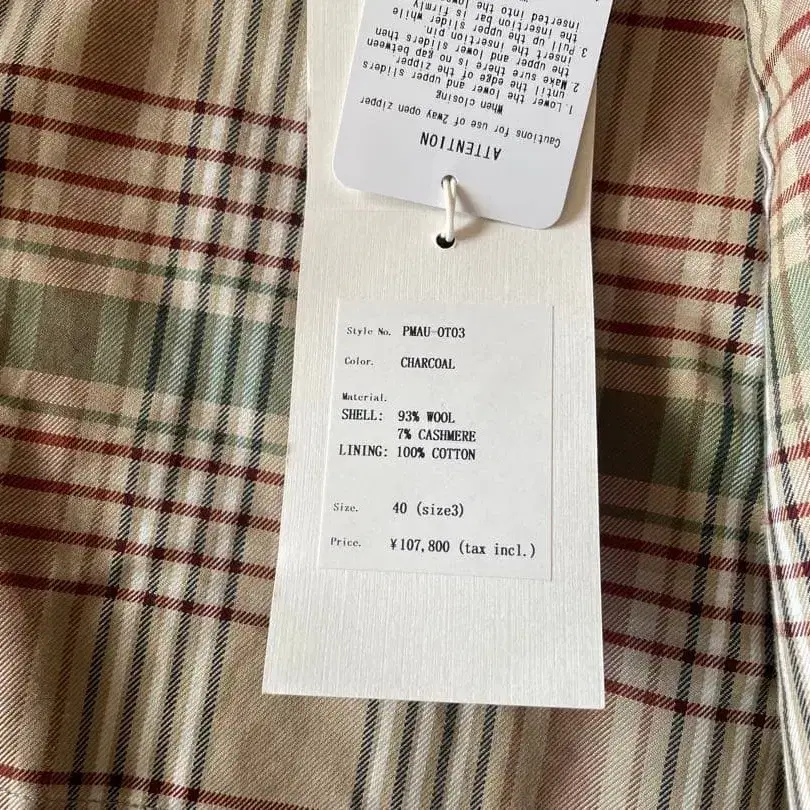 ATTENTION
Cautions for use of 2way open zipper
When closing
1. Lower the lower and upper sliders
until the edge of the zipper
2. Make sure there is no gap between
the upper and lower sliders then
insert the insertion pin
3. Pull up the upper slider while
the insertion bar is firmly
inserted into the
Style No. PMAU-OT03
Color. CHARCOAL
Material.
SHELL: 93% WOOL
7% CASHMERE
LINING: 100% COTTON
Size. 40 (size3)
Price. ¥107,800 (tax incl.)